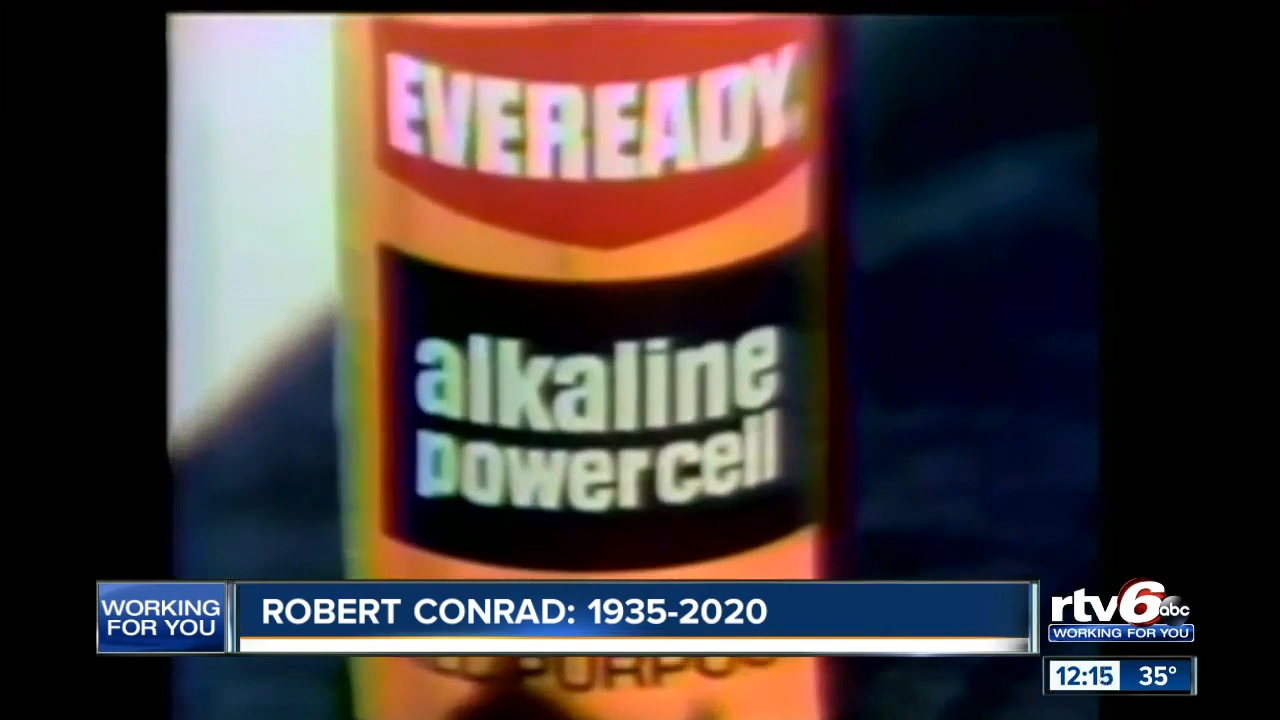 EVEREADY
alkaline
power cell
WORKING
FOR YOU
ROBERT CONRAD: 1935-2020
rtv6 abc
WORKING FOR YOU
12:15 35°